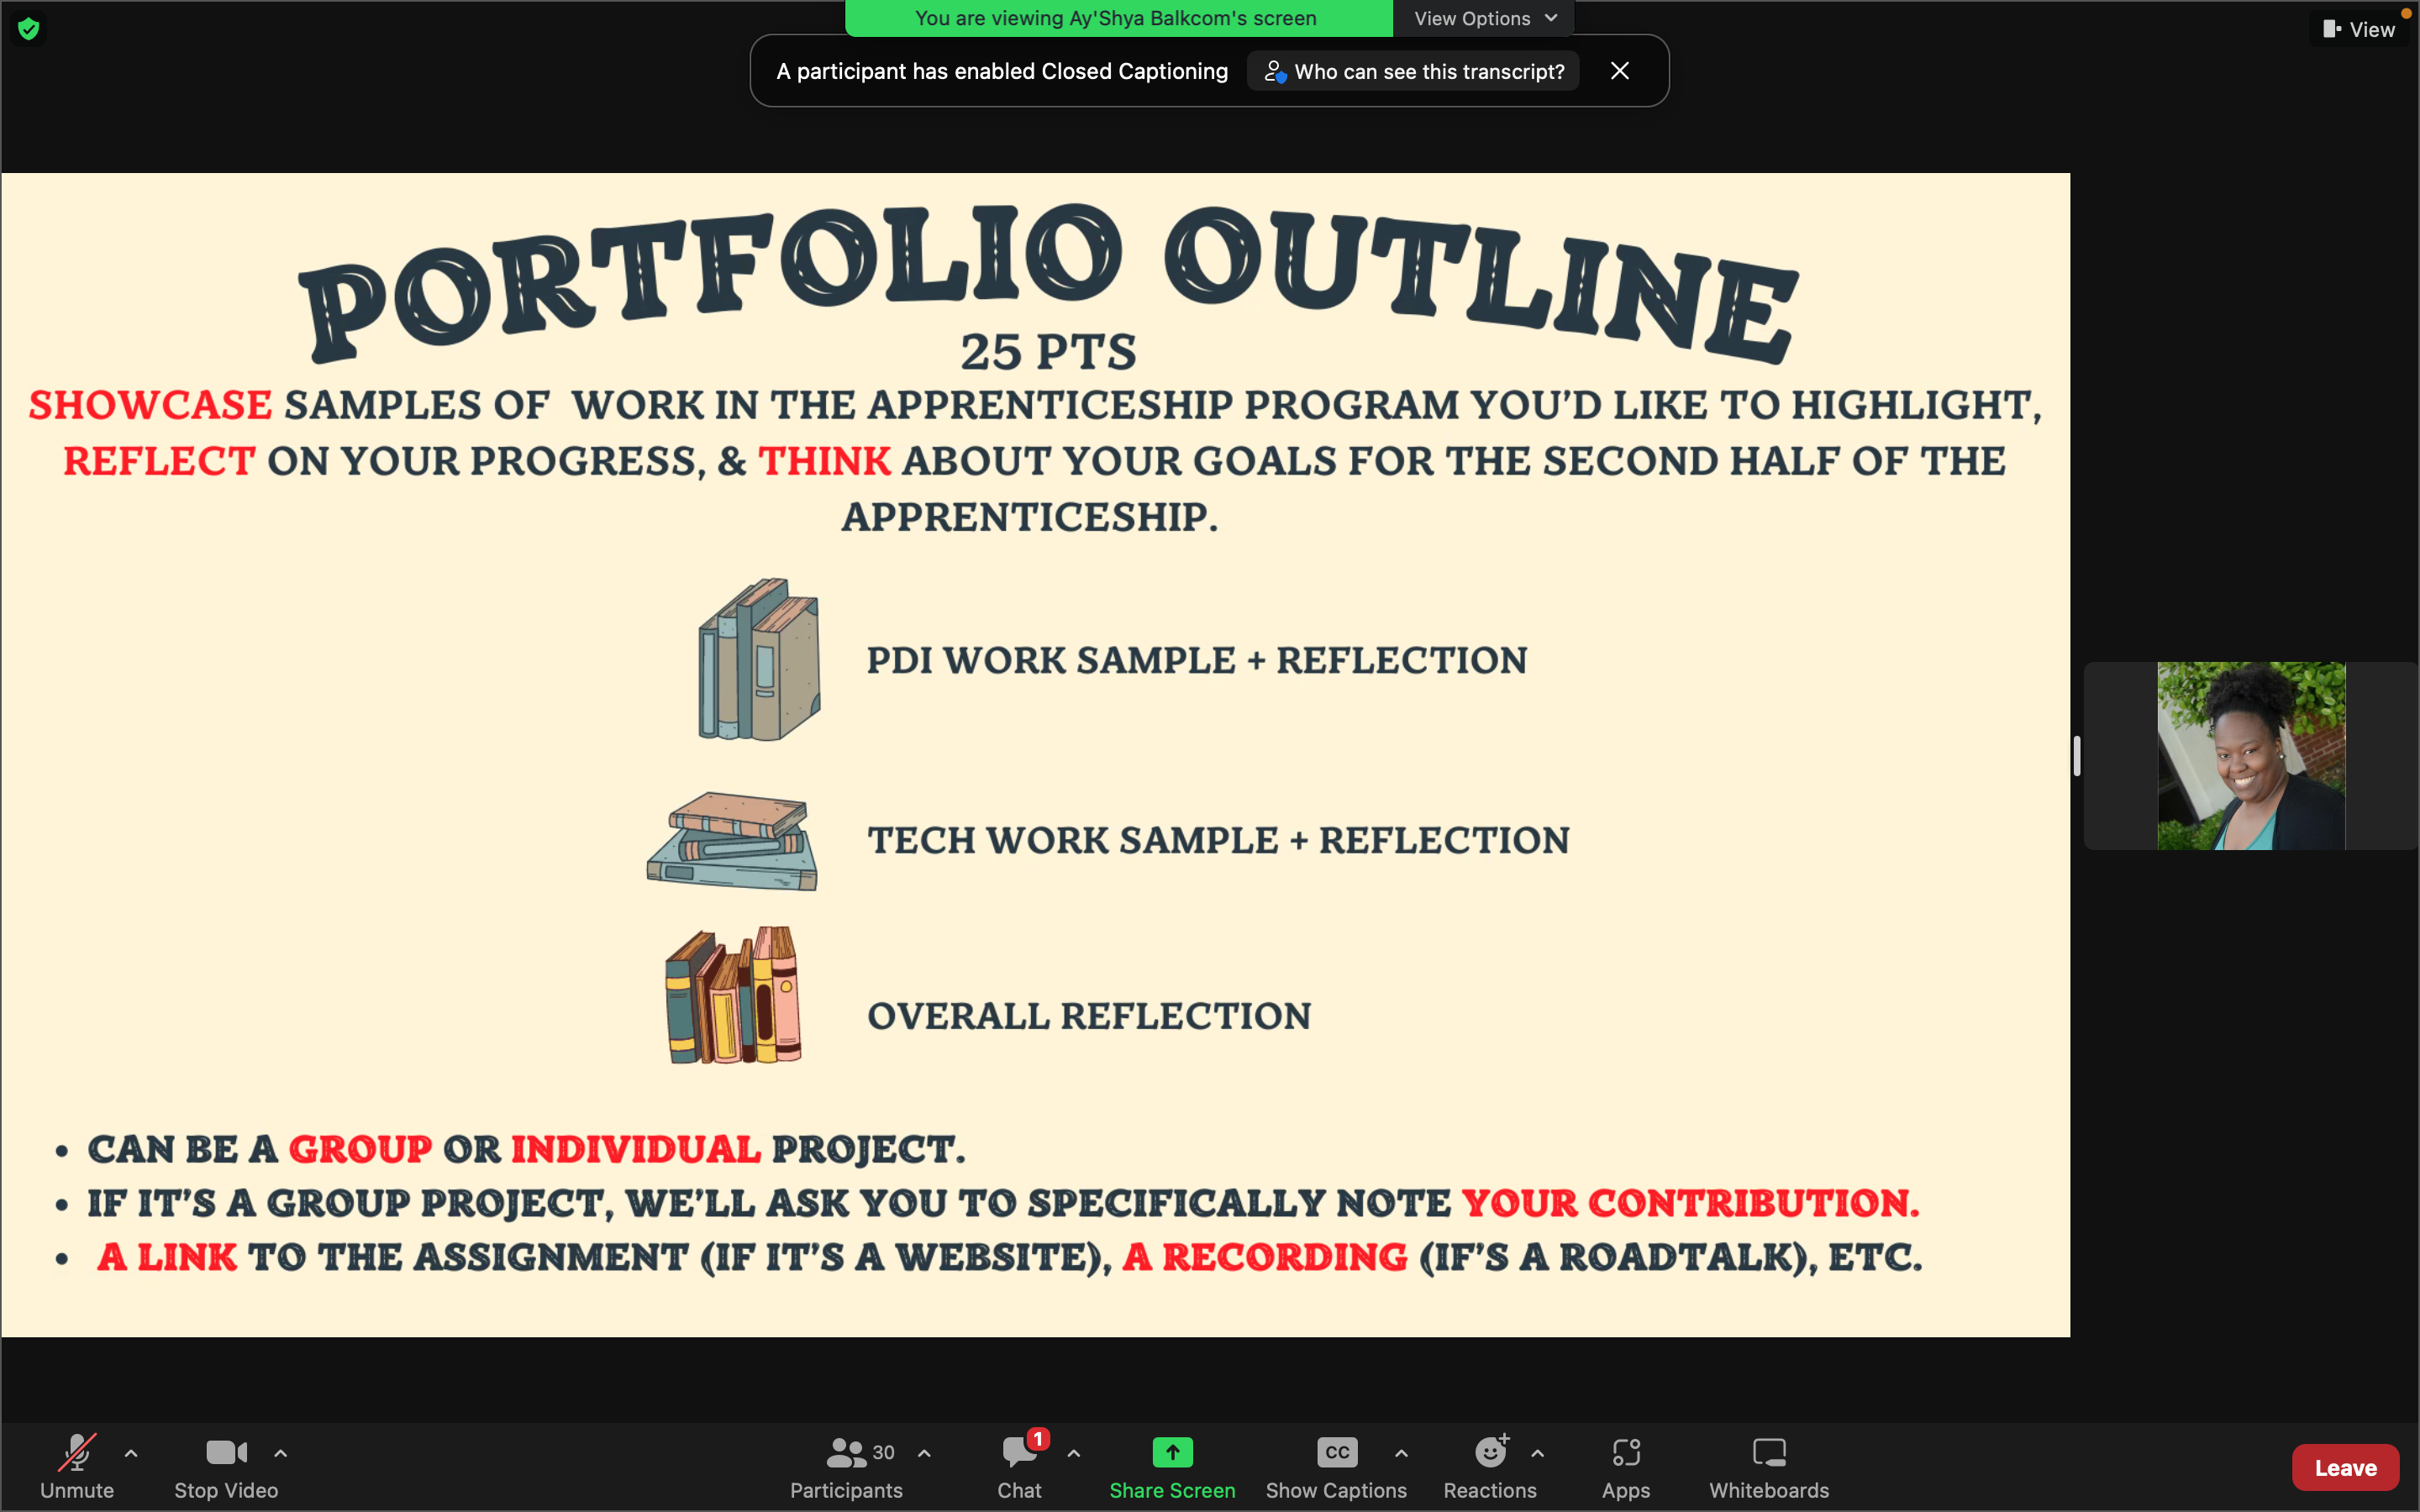 You are viewing Ay'Shya Balkcom's screen
View Options
View
A participant has enabled Closed Captioning
Who can see this transcript?
PORTFOLIO OUTLINE
25 PTS
SHOWCASE SAMPLES OF WORK IN THE APPRENTICESHIP PROGRAM YOU'D LIKE TO HIGHLIGHT,
REFLECT ON YOUR PROGRESS, & THINK ABOUT YOUR GOALS FOR THE SECOND HALF OF THE
APPRENTICESHIP.
PDI WORK SAMPLE + REFLECTION
TECH WORK SAMPLE + REFLECTION
OVERALL REFLECTION
• CAN BE A GROUP OR INDIVIDUAL PROJECT.
• IF IT'S A GROUP PROJECT, WE'LL ASK YOU TO SPECIFICALLY NOTE YOUR CONTRIBUTION.
• A LINK TO THE ASSIGNMENT (IF IT'S A WEBSITE), A RECORDING (IF'S A ROADTALK), ETC.
30
1
CC
Unmute
Stop Video
Participants
Chat
Share Screen
Show Captions
Reactions
Apps
Whiteboards
Leave